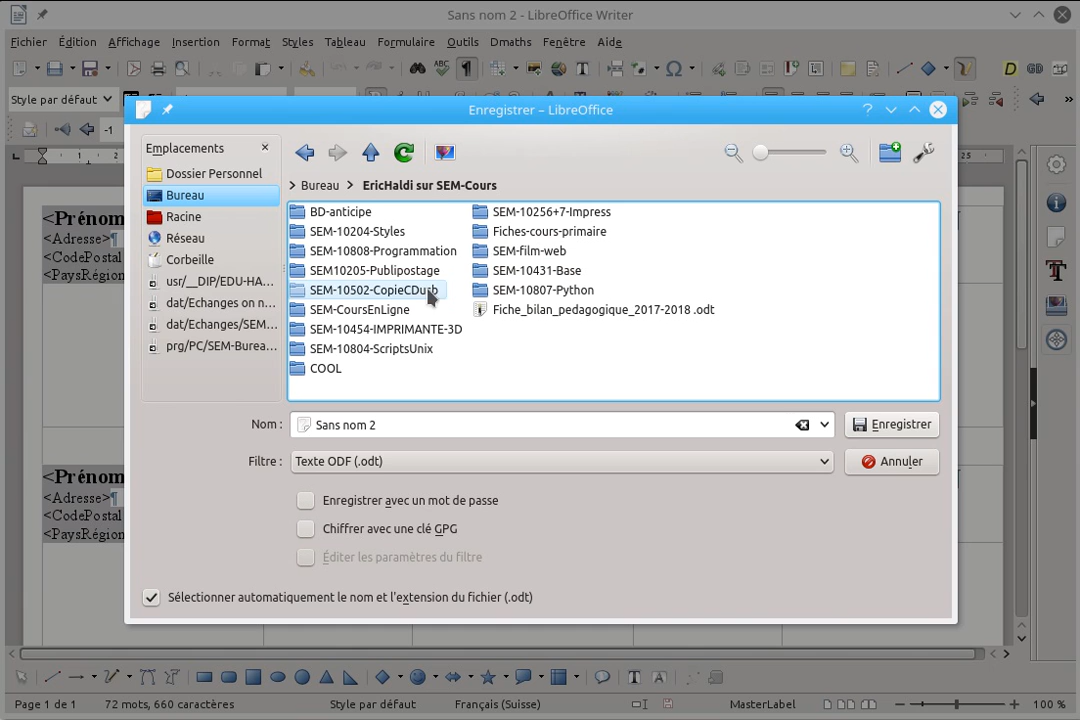 Sans nom 2 - LibreOffice Writer
Fichier Édition Affichage Insertion Format Styles Tableau Formulaire Outils Dmaths Fenêtre Aide
Style par défaut
Enregistrer – LibreOffice
-1
1 2
25
Emplacements
Dossier Personnel
Bureau
Racine
Réseau
Corbeille
usr/__DIP/EDU-HA...
dat/Echanges on n...
dat/Echanges/SEM...
prg/PC/SEM-Burea...
Bureau EricHaldi sur SEM-Cours
BD-anticipe
SEM-10204-Styles
SEM-10808-Programmation
SEM10205-Publipostage
SEM-10502-CopieCDusb
SEM-CoursEnLigne
SEM-10454-IMPRIMANTE-3D
SEM-10804-ScriptsUnix
COOL
SEM-10256+7-Impress
Fiches-cours-primaire
SEM-film-web
SEM-10431-Base
SEM-10807-Python
Fiche_bilan_pedagogique_2017-2018 .odt
<Prénom
<Adresse>¶
<CodePostal
<PaysRégion
<Prénom
<Adresse>¶
<CodePostal
<PaysRégion
Nom : Sans nom 2 Enregistrer
Filtre : Texte ODF (.odt) Annuler
Enregistrer avec un mot de passe
Chiffrer avec une clé GPG
Éditer les paramètres du filtre
Sélectionner automatiquement le nom et l'extension du fichier (.odt)
Page 1 de 1 72 mots, 660 caractères Style par défaut Français (Suisse) MasterLabel 100 %